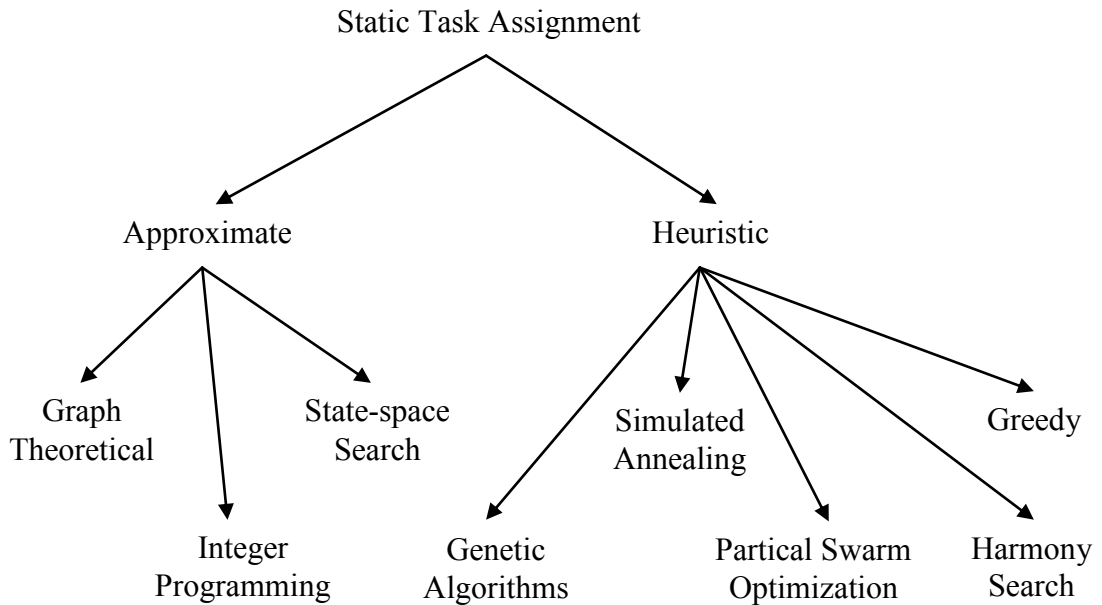 Static Task Assignment
Approximate
Heuristic
Graph
Theoretical
State-space
Search
Simulated
Annealing
Greedy
Integer
Programming
Genetic
Algorithms
Partical Swarm
Optimization
Harmony
Search